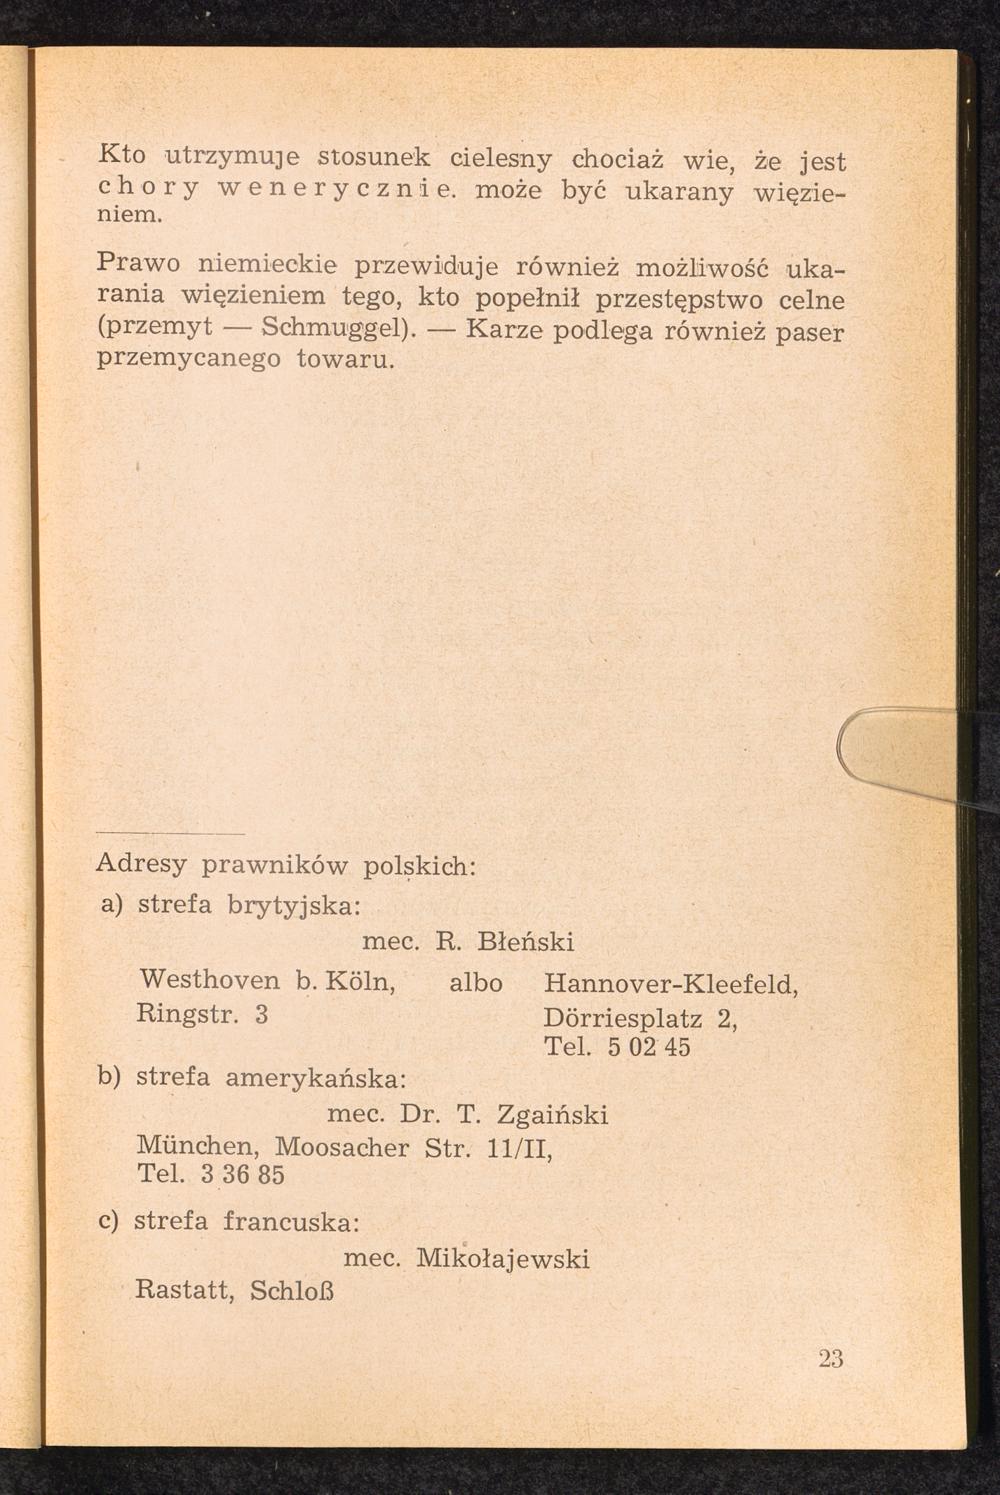 Kto utrzymuje stosunek cielesny chociaż wie, że jest
chory wenerycznie. może być ukarany więzie-
niem.
Prawo niemieckie przewiduje również możliwość uka-
rania więzieniem tego, kto popełnił przestępstwo celne
(przemyt — Schmuggel). — Karze podlega również paser
przemycanego towaru.
Adresy prawników polskich:
a) strefa brytyjska:
mec. R. Błeński
Westhoven b. Köln, albo Hannover-Kleefeld,
Ringstr. 3 Dörriesplatz 2,
Tel. 5 02 45
b) strefa amerykańska:
mec. Dr. T. Zgaiński
München, Moosacher Str. 11/II,
Tel. 3 36 85
c) strefa francuska:
mec. Mikołajewski
Rastatt, Schloß
23